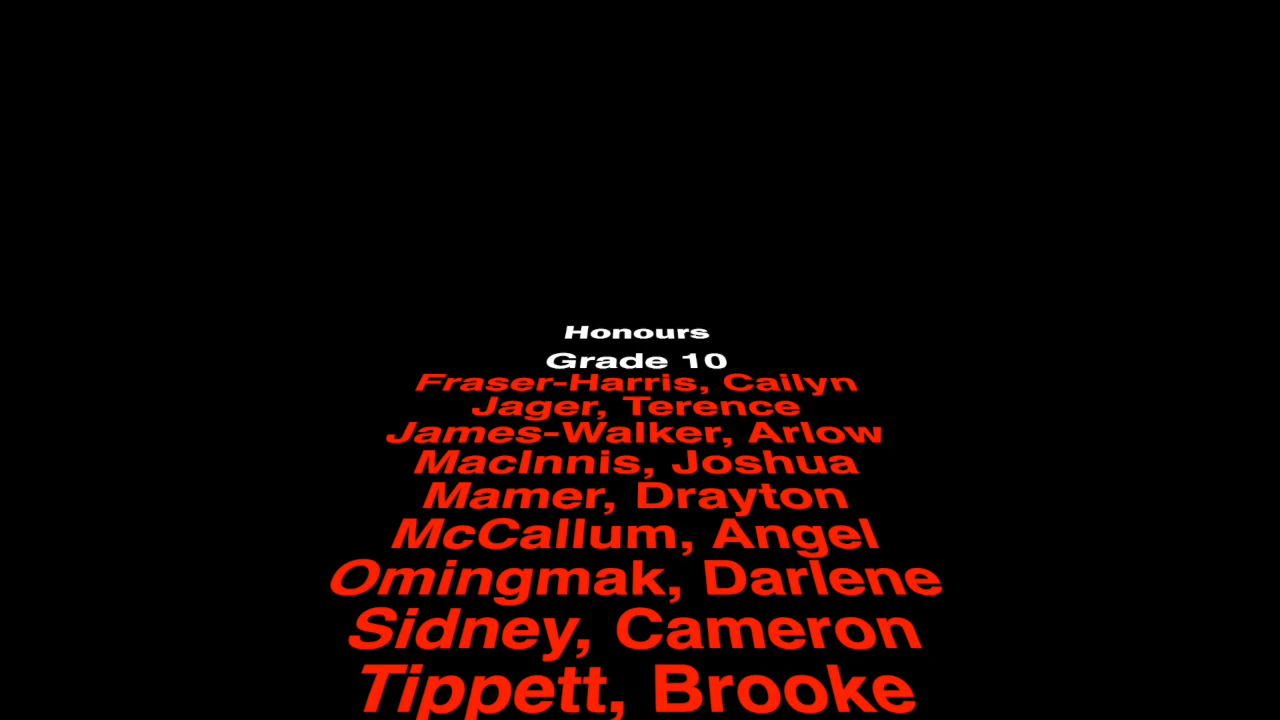 Honours
Grade 10
Fraser-Harris, Cailyn
Jager, Terence
James-Walker, Arlow
MacInnis, Joshua
Mamer, Drayton
McCallum, Angel
Omingmak, Darlene
Sidney, Cameron
Tippett, Brooke